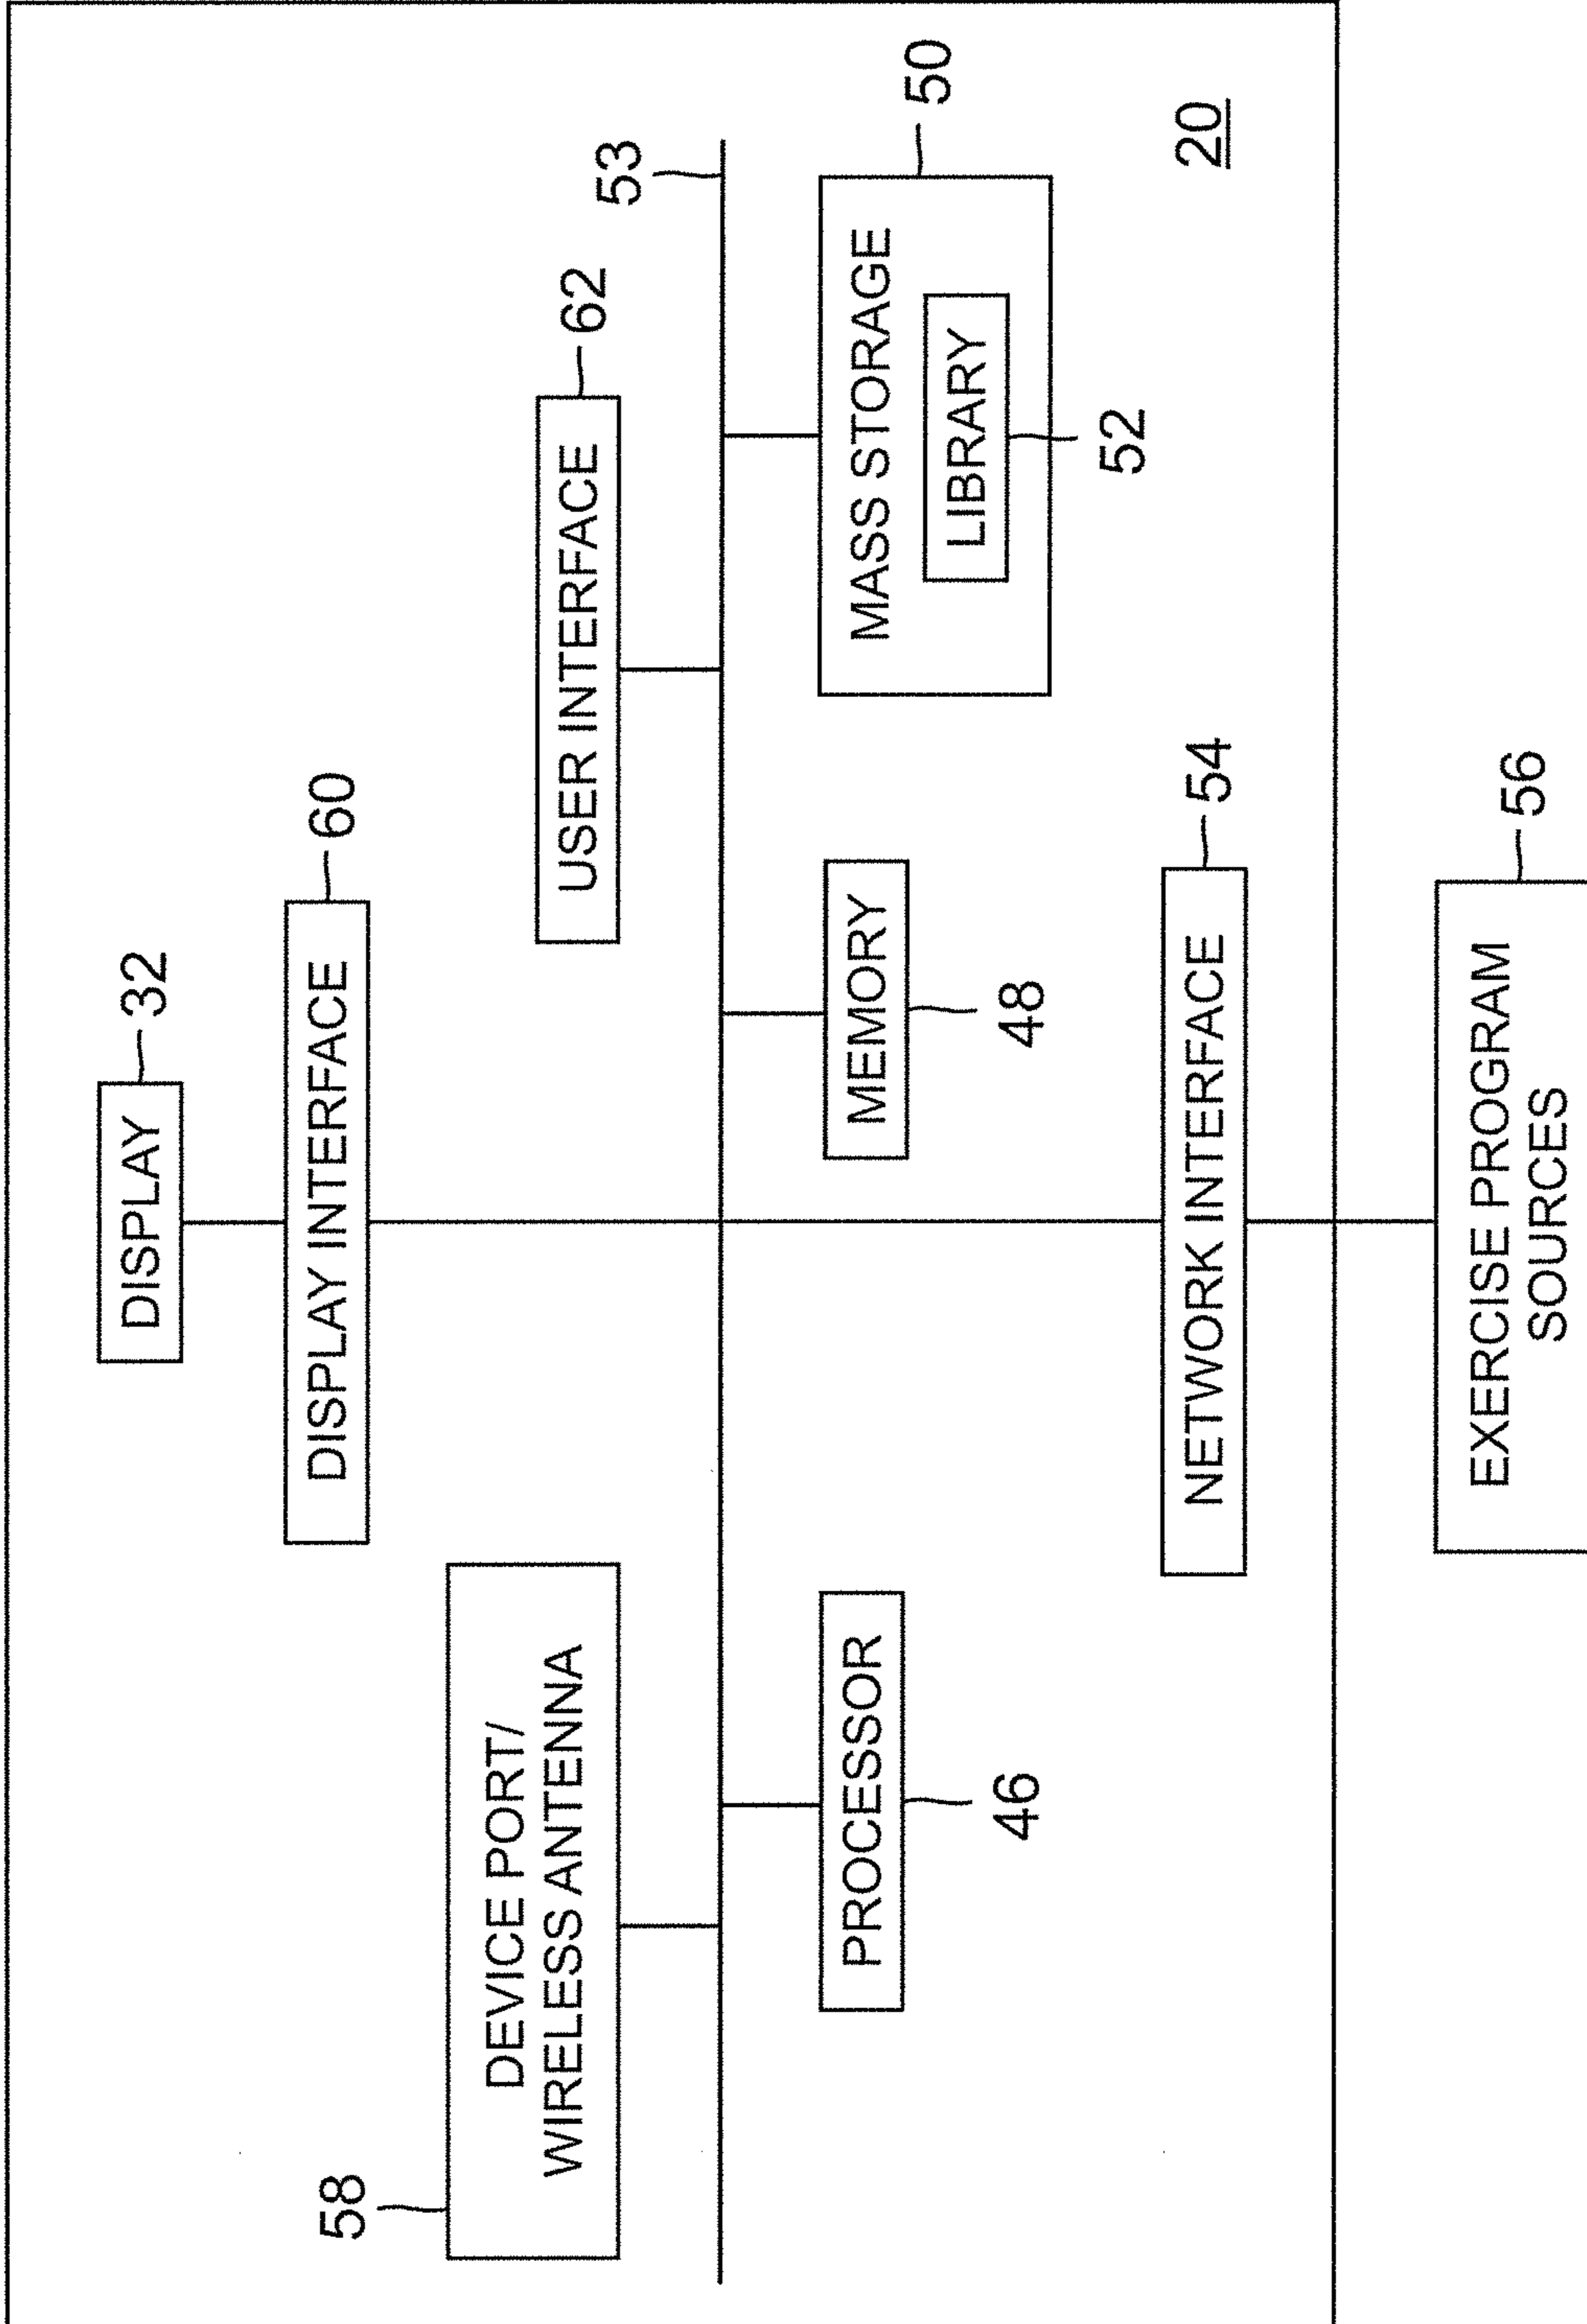 DISPLAY
32
DISPLAY INTERFACE
60
58
DEVICE PORT/
WIRELESS ANTENNA
USER INTERFACE
62
53
PROCESSOR
46
MEMORY
48
MASS STORAGE
50
LIBRARY
52
NETWORK INTERFACE
54
20
EXERCISE PROGRAM
SOURCES
56